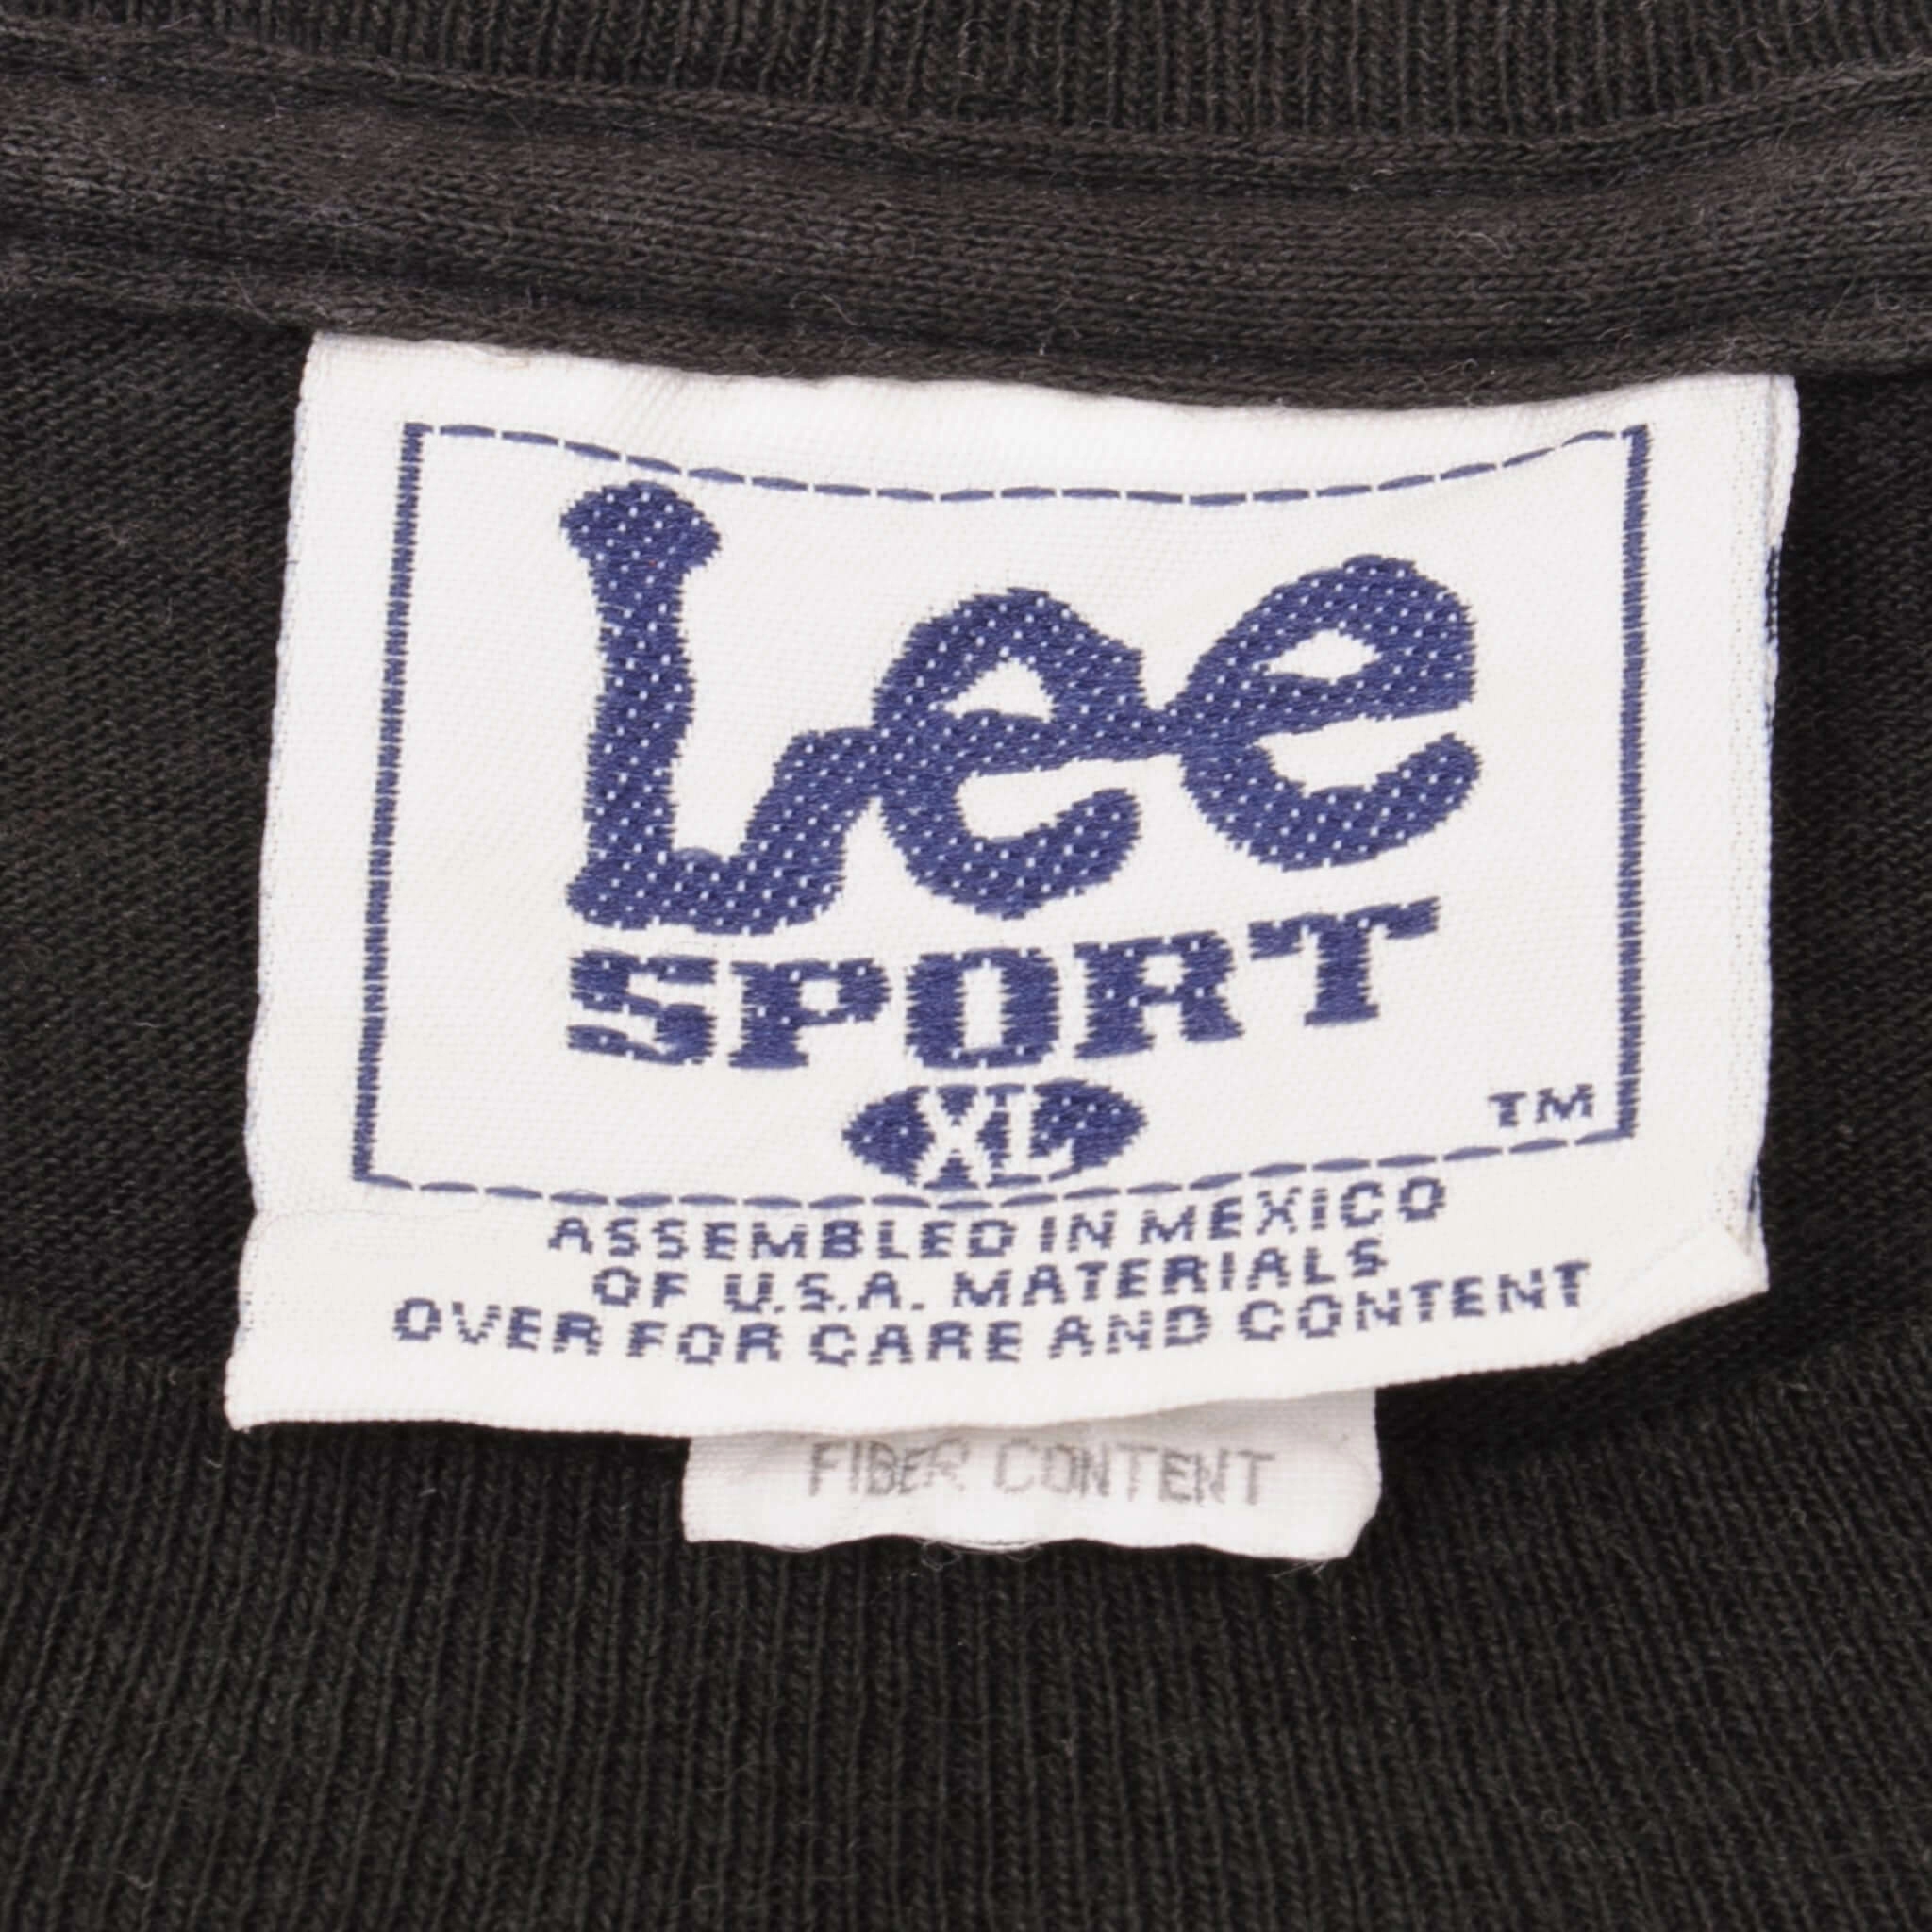 Lee
SPORT
XL
TM
ASSEMBLED IN MEXICO
OF U.S.A. MATERIALS
OVER FOR CARE AND CONTENT
FIBER CONTENT